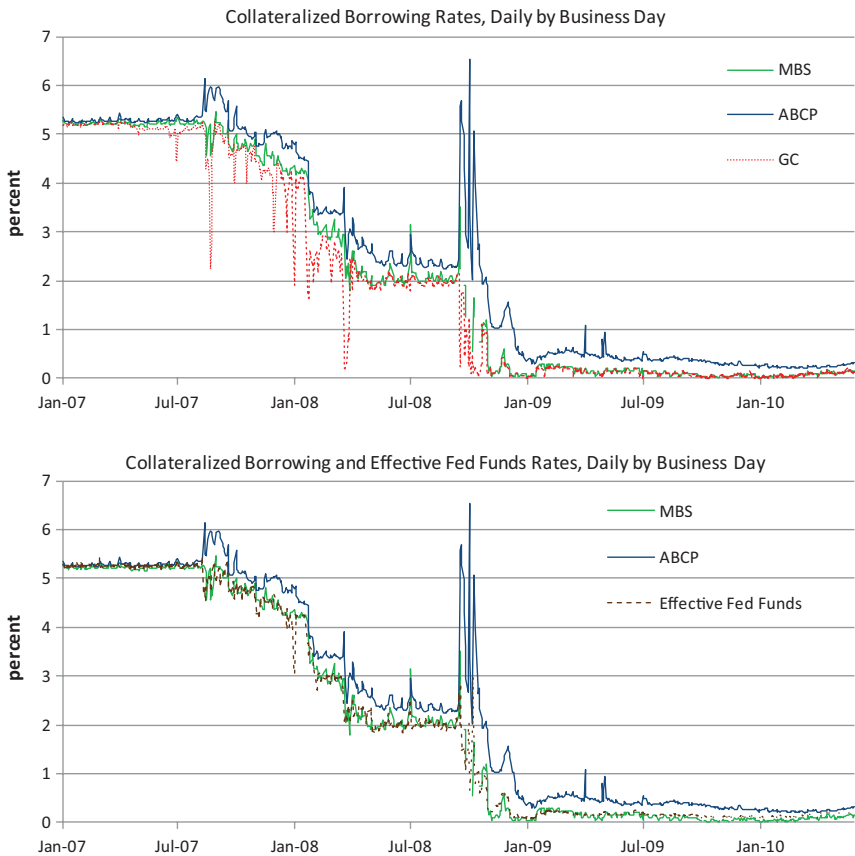 Collateralized Borrowing Rates, Daily by Business Day
7
6
5
4
3
2
1
0
percent
MBS
ABCP
GC
Jan-07 Jul-07 Jan-08 Jul-08 Jan-09 Jul-09 Jan-10
Collateralized Borrowing and Effective Fed Funds Rates, Daily by Business Day
7
6
5
4
3
2
1
0
percent
MBS
ABCP
Effective Fed Funds
Jan-07 Jul-07 Jan-08 Jul-08 Jan-09 Jul-09 Jan-10